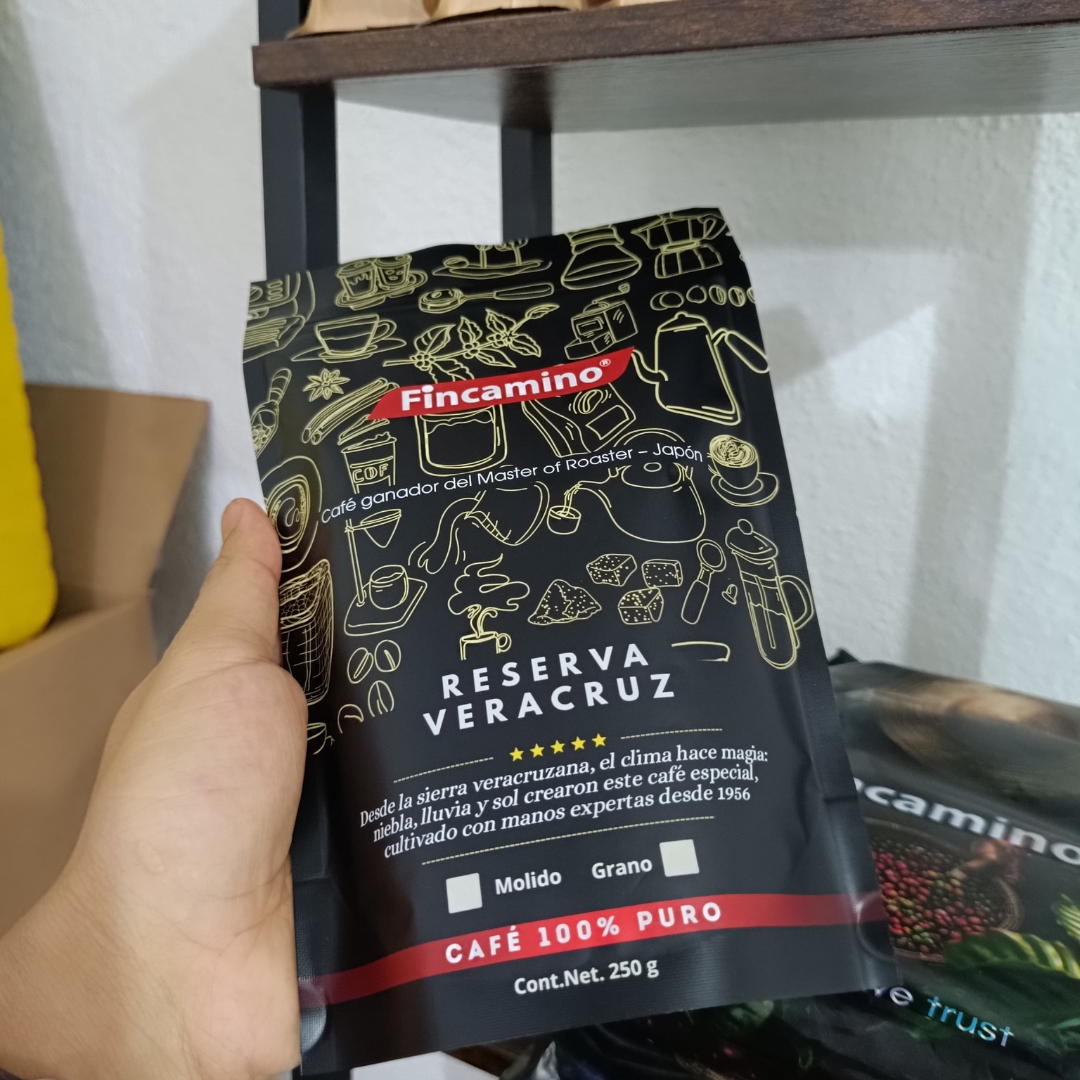 Fincamino®
COF
Café ganador del Master of Roaster – Japón
RESERVA
VERACRUZ
Desde la sierra veracruzana, el clima hace magia:
niebla, lluvia y sol crearon este café especial,
cultivado con manos expertas desde 1956
Molido Grano
CAFÉ 100% PURO
Cont.Net. 250 g
trust